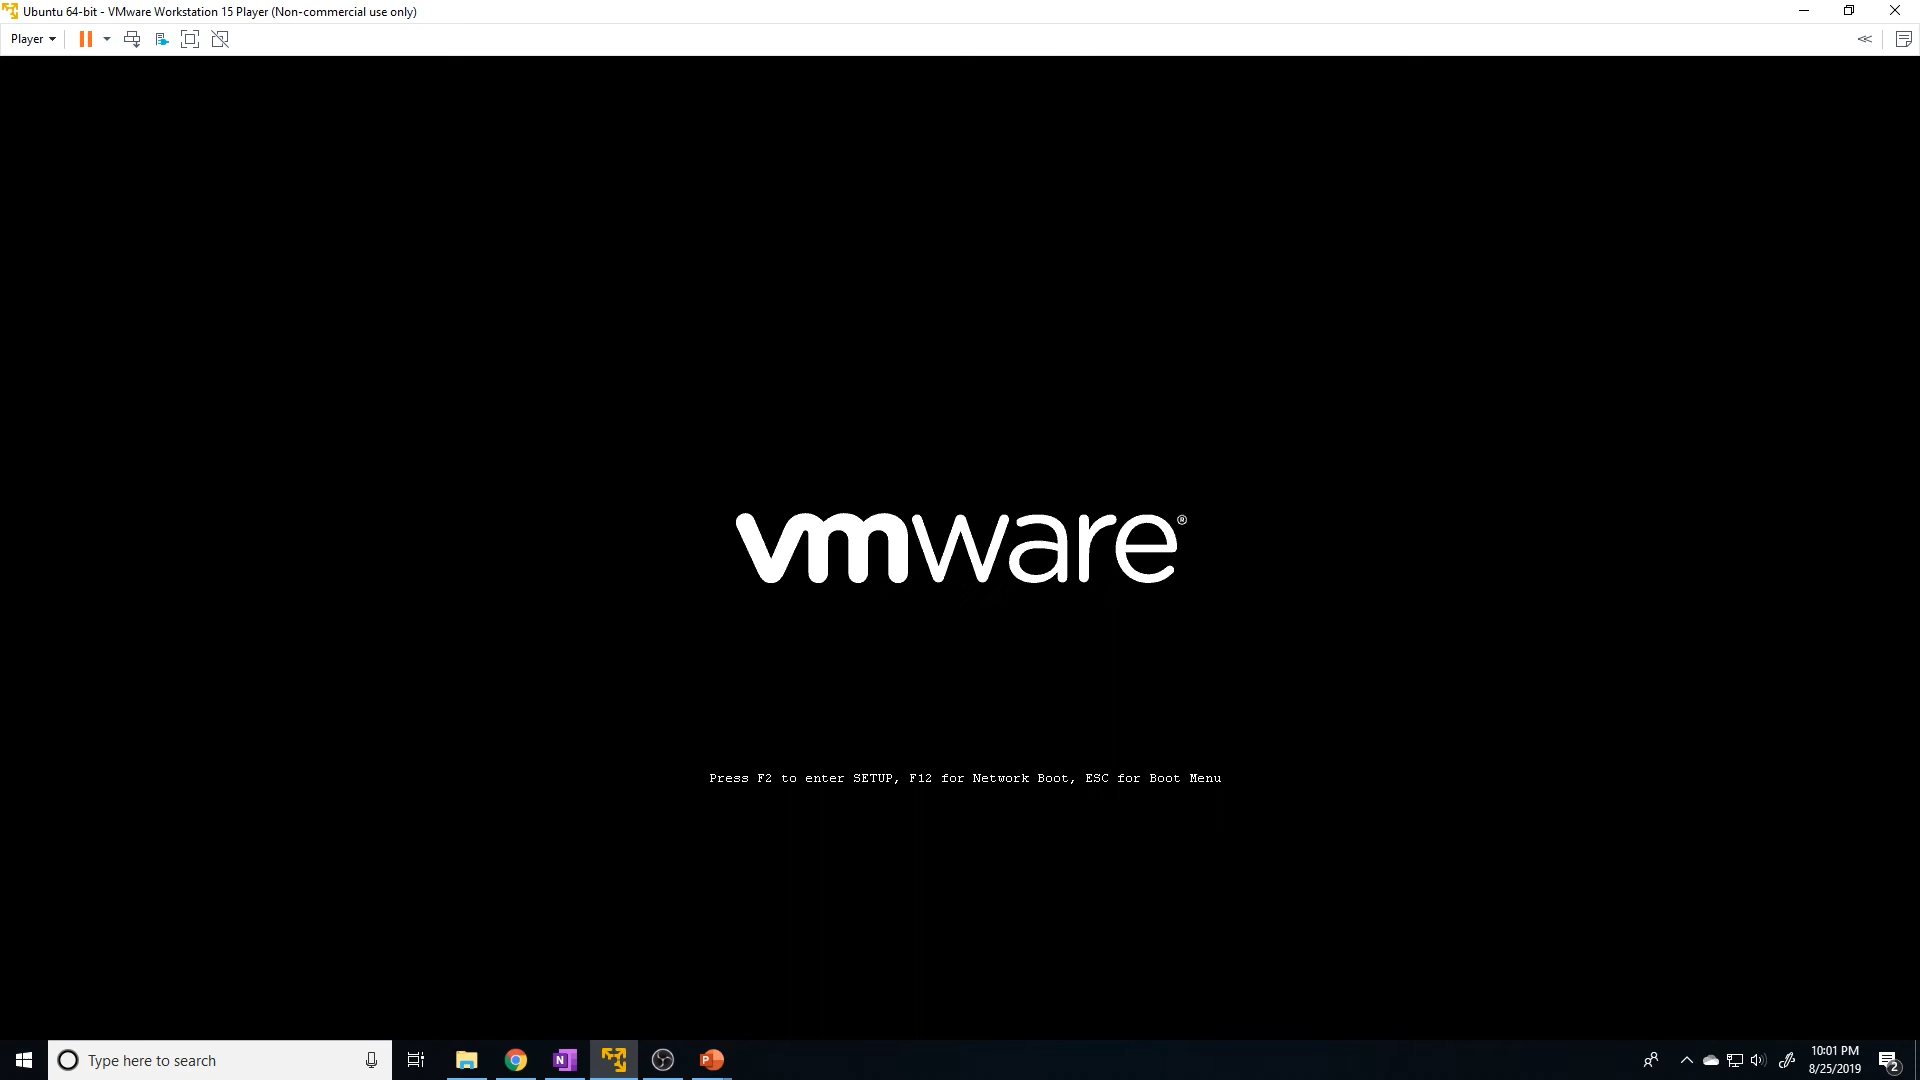 Ubuntu 64-bit - VMware Workstation 15 Player (Non-commercial use only)
Player
vmware®
Press F2 to enter SETUP, F12 for Network Boot, ESC for Boot Menu
Type here to search
N
P
10:01 PM
8/25/2019
2